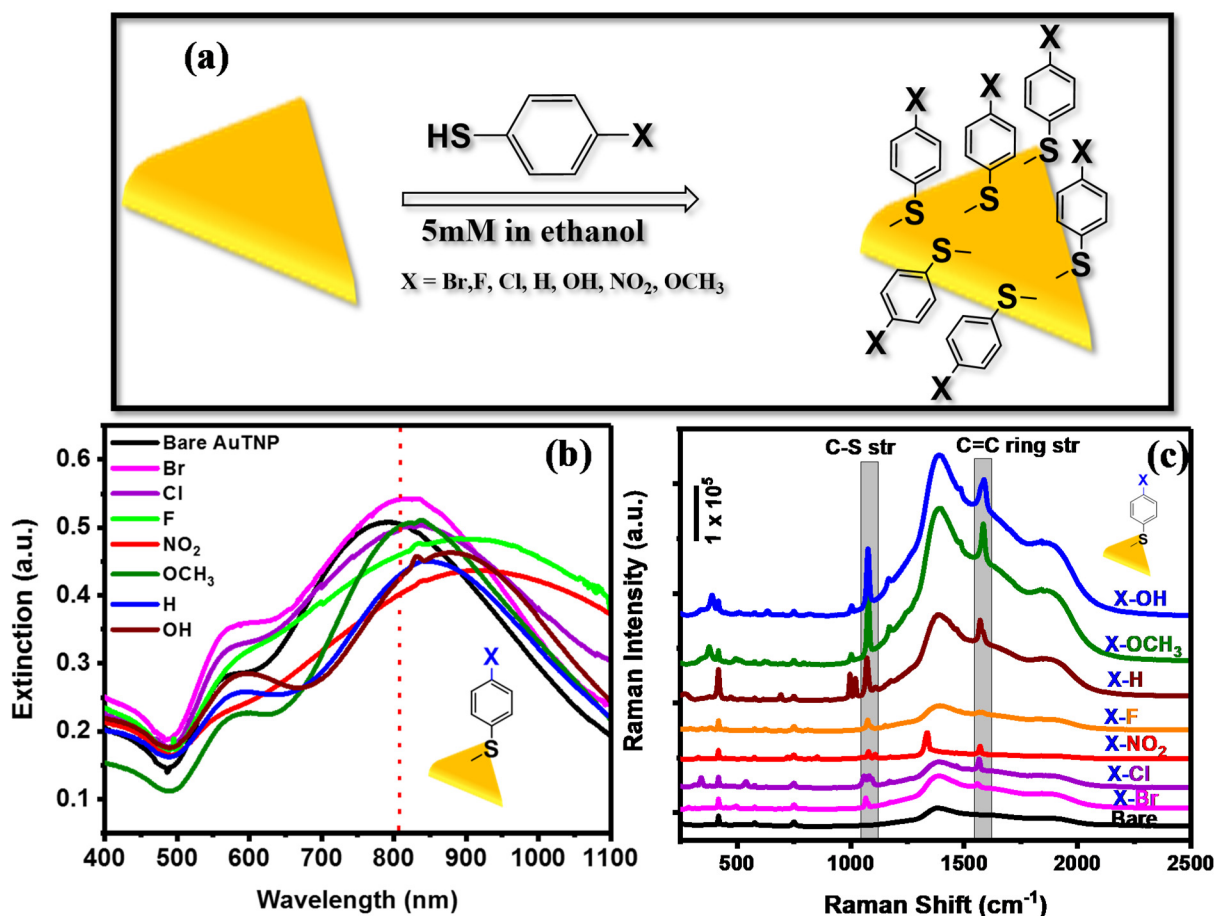 (a)
HS
X
5mM in ethanol
X = Br,F, Cl, H, OH, NO₂, OCH₃
X
X
X
X
S
S
S
S
S
S
X
X
(b)
Bare AuTNP
Br
Cl
F
NO₂
OCH₃
H
OH
X
S
Extinction (a.u.)
0.6
0.5
0.4
0.3
0.2
0.1
400 500 600 700 800 900 1000 1100
Wavelength (nm)
C-S str
C=C ring str
(c)
1 x 10⁵
X
S
X-OH
X-OCH₃
X-H
X-F
X-NO₂
X-Cl
X-Br
Bare
Raman Intensity (a.u.)
500 1000 1500 2000 2500
Raman Shift (cm⁻¹)